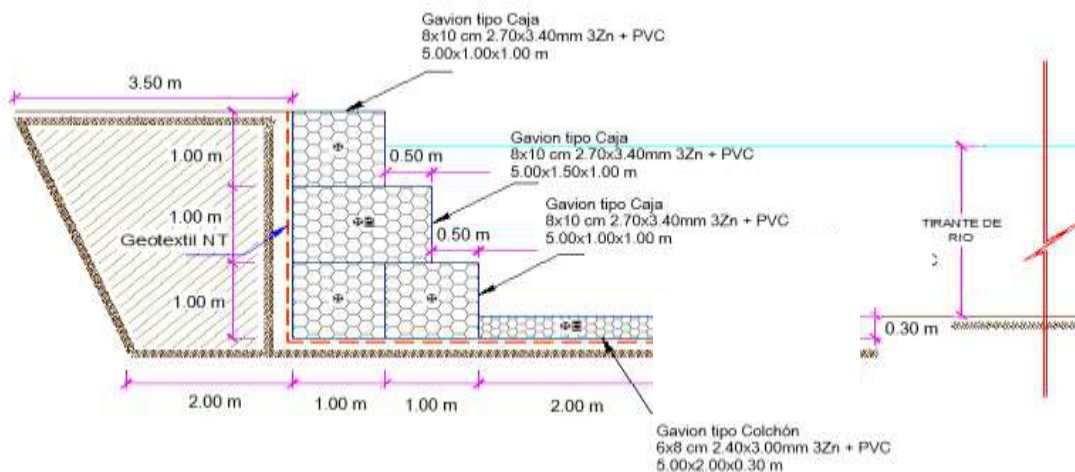 Gavion tipo Caja
8x10 cm 2.70x3.40mm 3Zn + PVC
5.00x1.00x1.00 m
3.50 m
Gavion tipo Caja
8x10 cm 2.70x3.40mm 3Zn + PVC
5.00x1.50x1.00 m
1.00 m
0.50 m
Gavion tipo Caja
8x10 cm 2.70x3.40mm 3Zn + PVC
5.00x1.00x1.00 m
1.00 m
0.50 m
Geotextil NT
TIRANTE DE
RIO
1.00 m
0.30 m
2.00 m
1.00 m
1.00 m
2.00 m
Gavion tipo Colchón
6x8 cm 2.40x3.00mm 3Zn + PVC
5.00x2.00x0.30 m